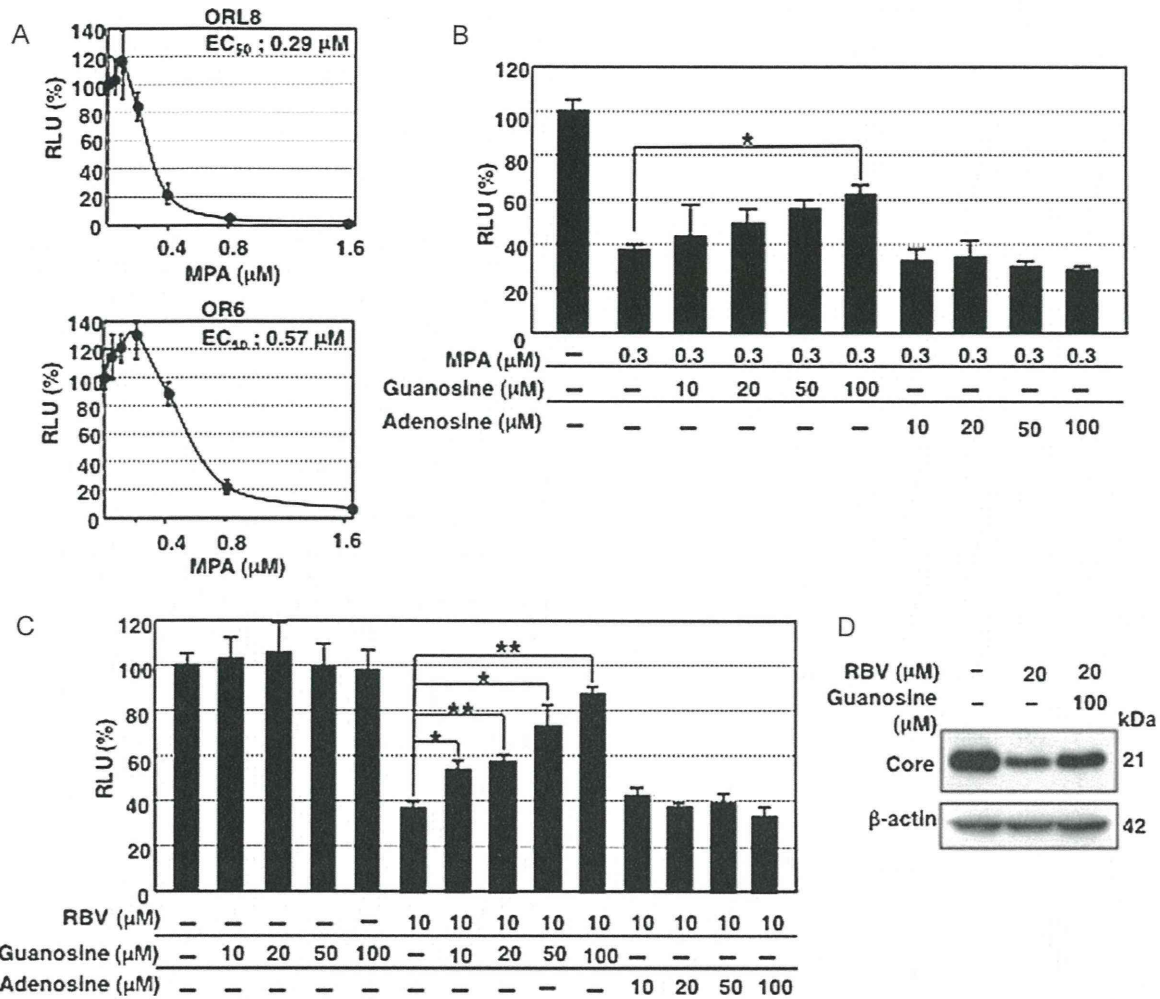 A
ORL8
EC50 ; 0.29 μM
140
120
100
80
60
40
20
0
RLU (%)
0.4 0.8 1.6
MPA (μM)
OR6
EC50 ; 0.57 μM
140
120
100
80
60
40
20
0
RLU (%)
0.4 0.8 1.6
MPA (μM)
B
120
100
80
60
40
20
0
RLU (%)
*
MPA (μM) – 0.3 0.3 0.3 0.3 0.3 0.3 0.3 0.3 0.3
Guanosine (μM) – – 10 20 50 100 – – – –
Adenosine (μM) – – – – – – 10 20 50 100
C
120
100
80
60
40
20
0
RLU (%)
**
*
**
*
RBV (μM) – – – – – 10 10 10 10 10 10 10 10 10
Guanosine (μM) – 10 20 50 100 – 10 20 50 100 – – – –
Adenosine (μM) – – – – – – – – – – 10 20 50 100
D
RBV (μM) – 20 20
Guanosine (μM) – – 100
kDa
Core 21
β-actin 42